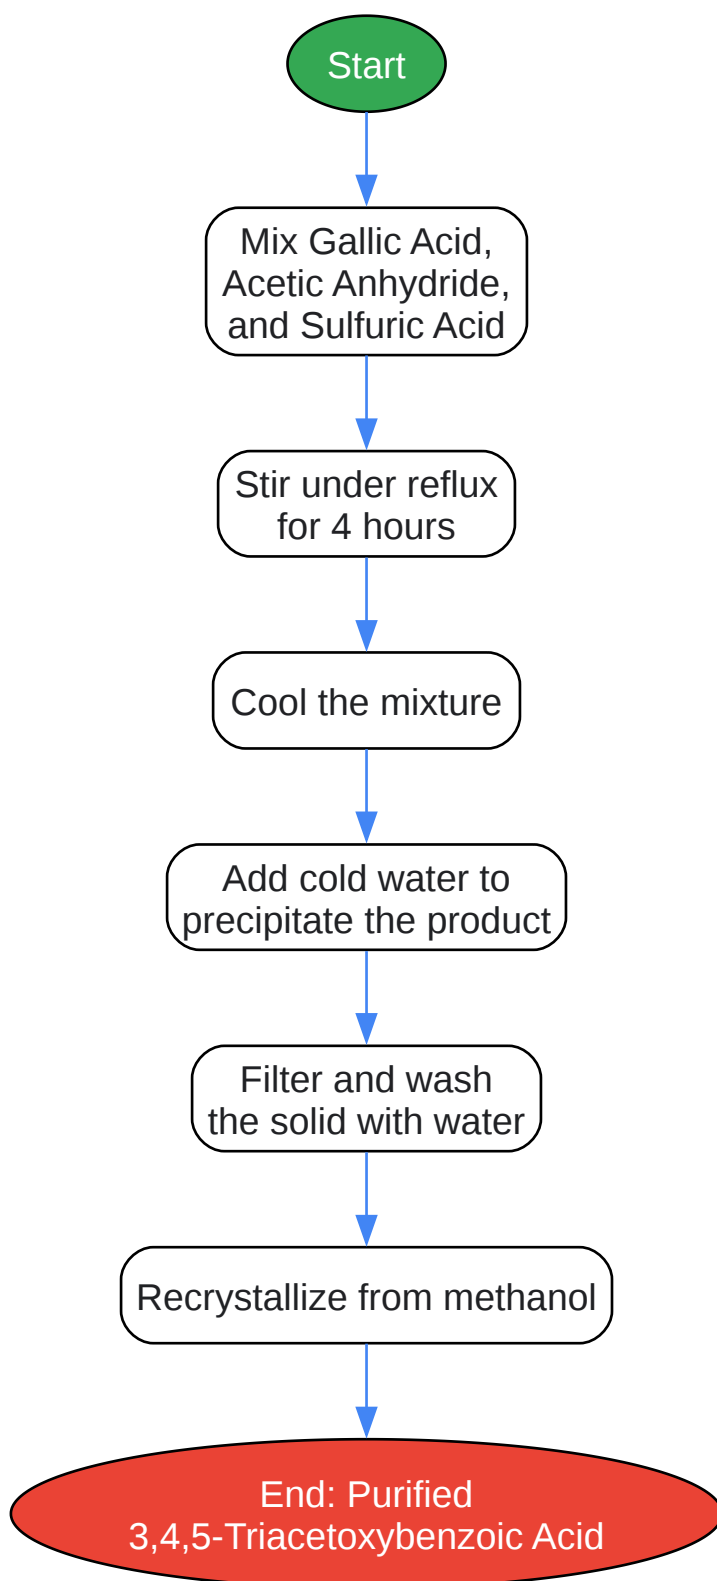 Start
Mix Gallic Acid,
Acetic Anhydride,
and Sulfuric Acid
Stir under reflux
for 4 hours
Cool the mixture
Add cold water to
precipitate the product
Filter and wash
the solid with water
Recrystallize from methanol
End: Purified
3,4,5-Triacetoxybenzoic Acid